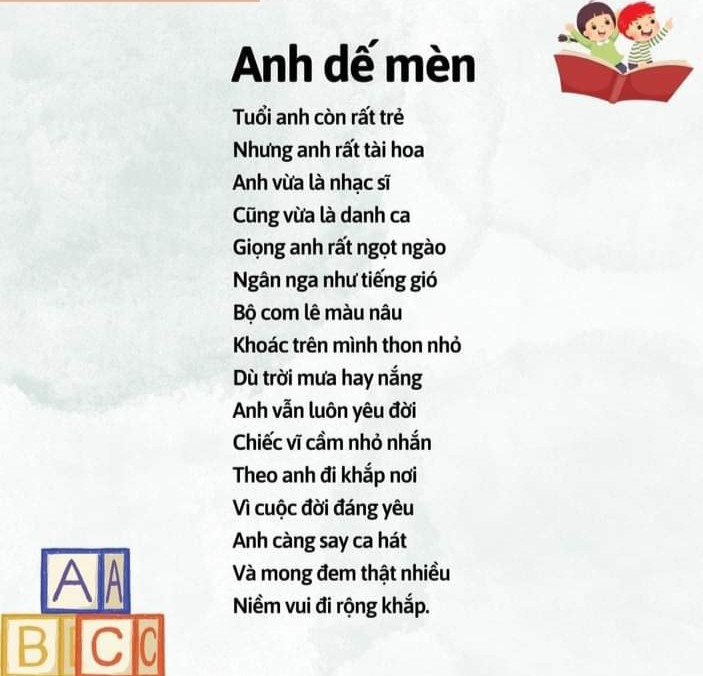 Anh dế mèn
Tuổi anh còn rất trẻ
Nhưng anh rất tài hoa
Anh vừa là nhạc sĩ
Cũng vừa là danh ca
Giọng anh rất ngọt ngào
Ngân nga như tiếng gió
Bộ com lê màu nâu
Khoác trên mình thon nhỏ
Dù trời mưa hay nắng
Anh vẫn luôn yêu đời
Chiếc vĩ cầm nhỏ nhắn
Theo anh đi khắp nơi
Vì cuộc đời đáng yêu
Anh càng say ca hát
Và mong đem thật nhiều
Niềm vui đi rộng khắp.
A A
B C C